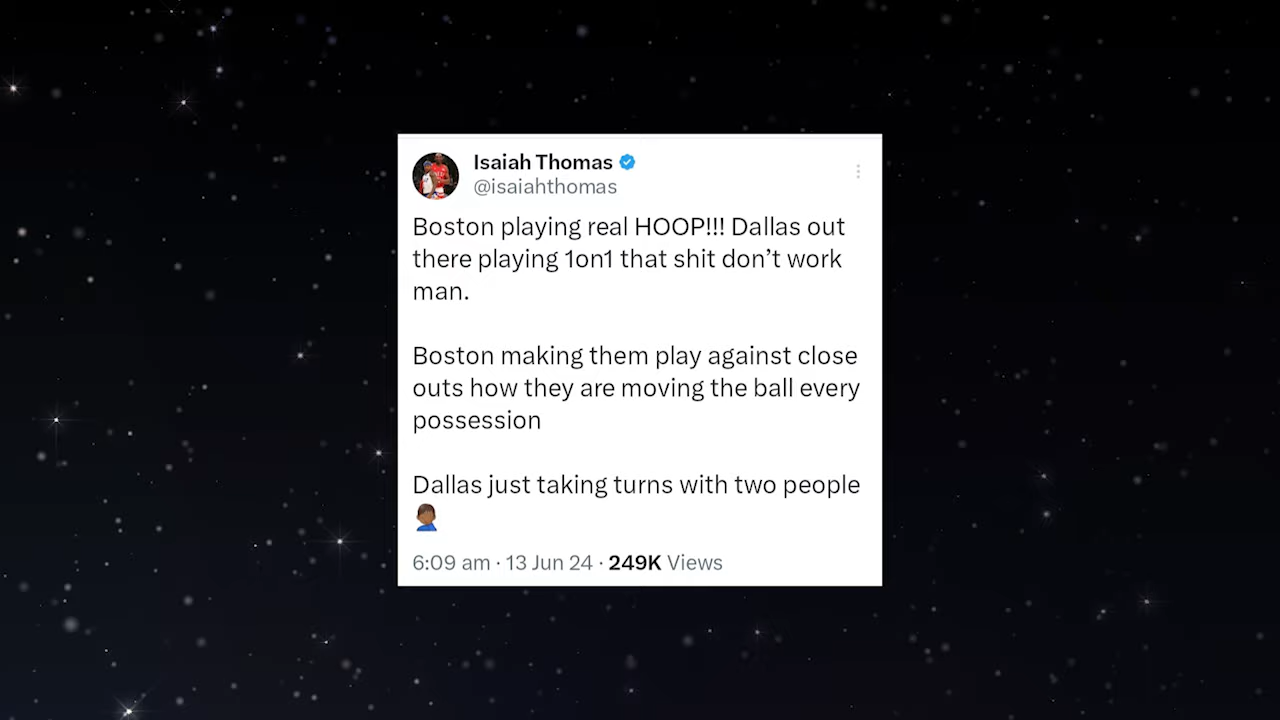 Isaiah Thomas
@isaiahthomas
Boston playing real HOOP!!! Dallas out
there playing 1on1 that shit don’t work
man.
Boston making them play against close
outs how they are moving the ball every
possession
Dallas just taking turns with two people
🤦🏾‍♂️
6:09 am · 13 Jun 24 · 249K Views